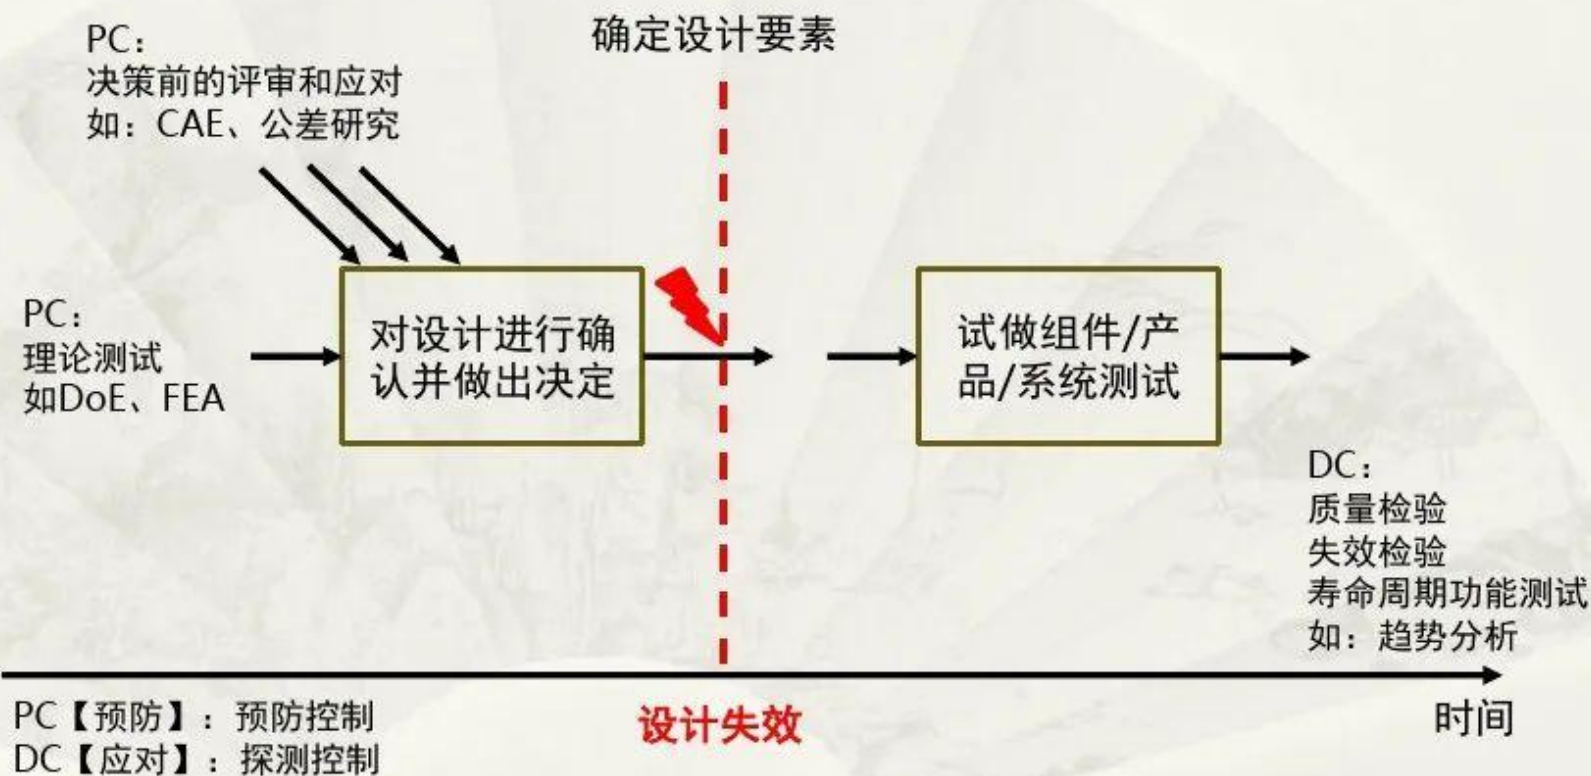 PC：
决策前的评审和应对
如：CAE、公差研究
确定设计要素
PC：
理论测试
如DoE、FEA
对设计进行确
认并做出决定
试做组件/产
品/系统测试
DC：
质量检验
失效检验
寿命周期功能测试
如：趋势分析
PC【预防】：预防控制
DC【应对】：探测控制
设计失效
时间